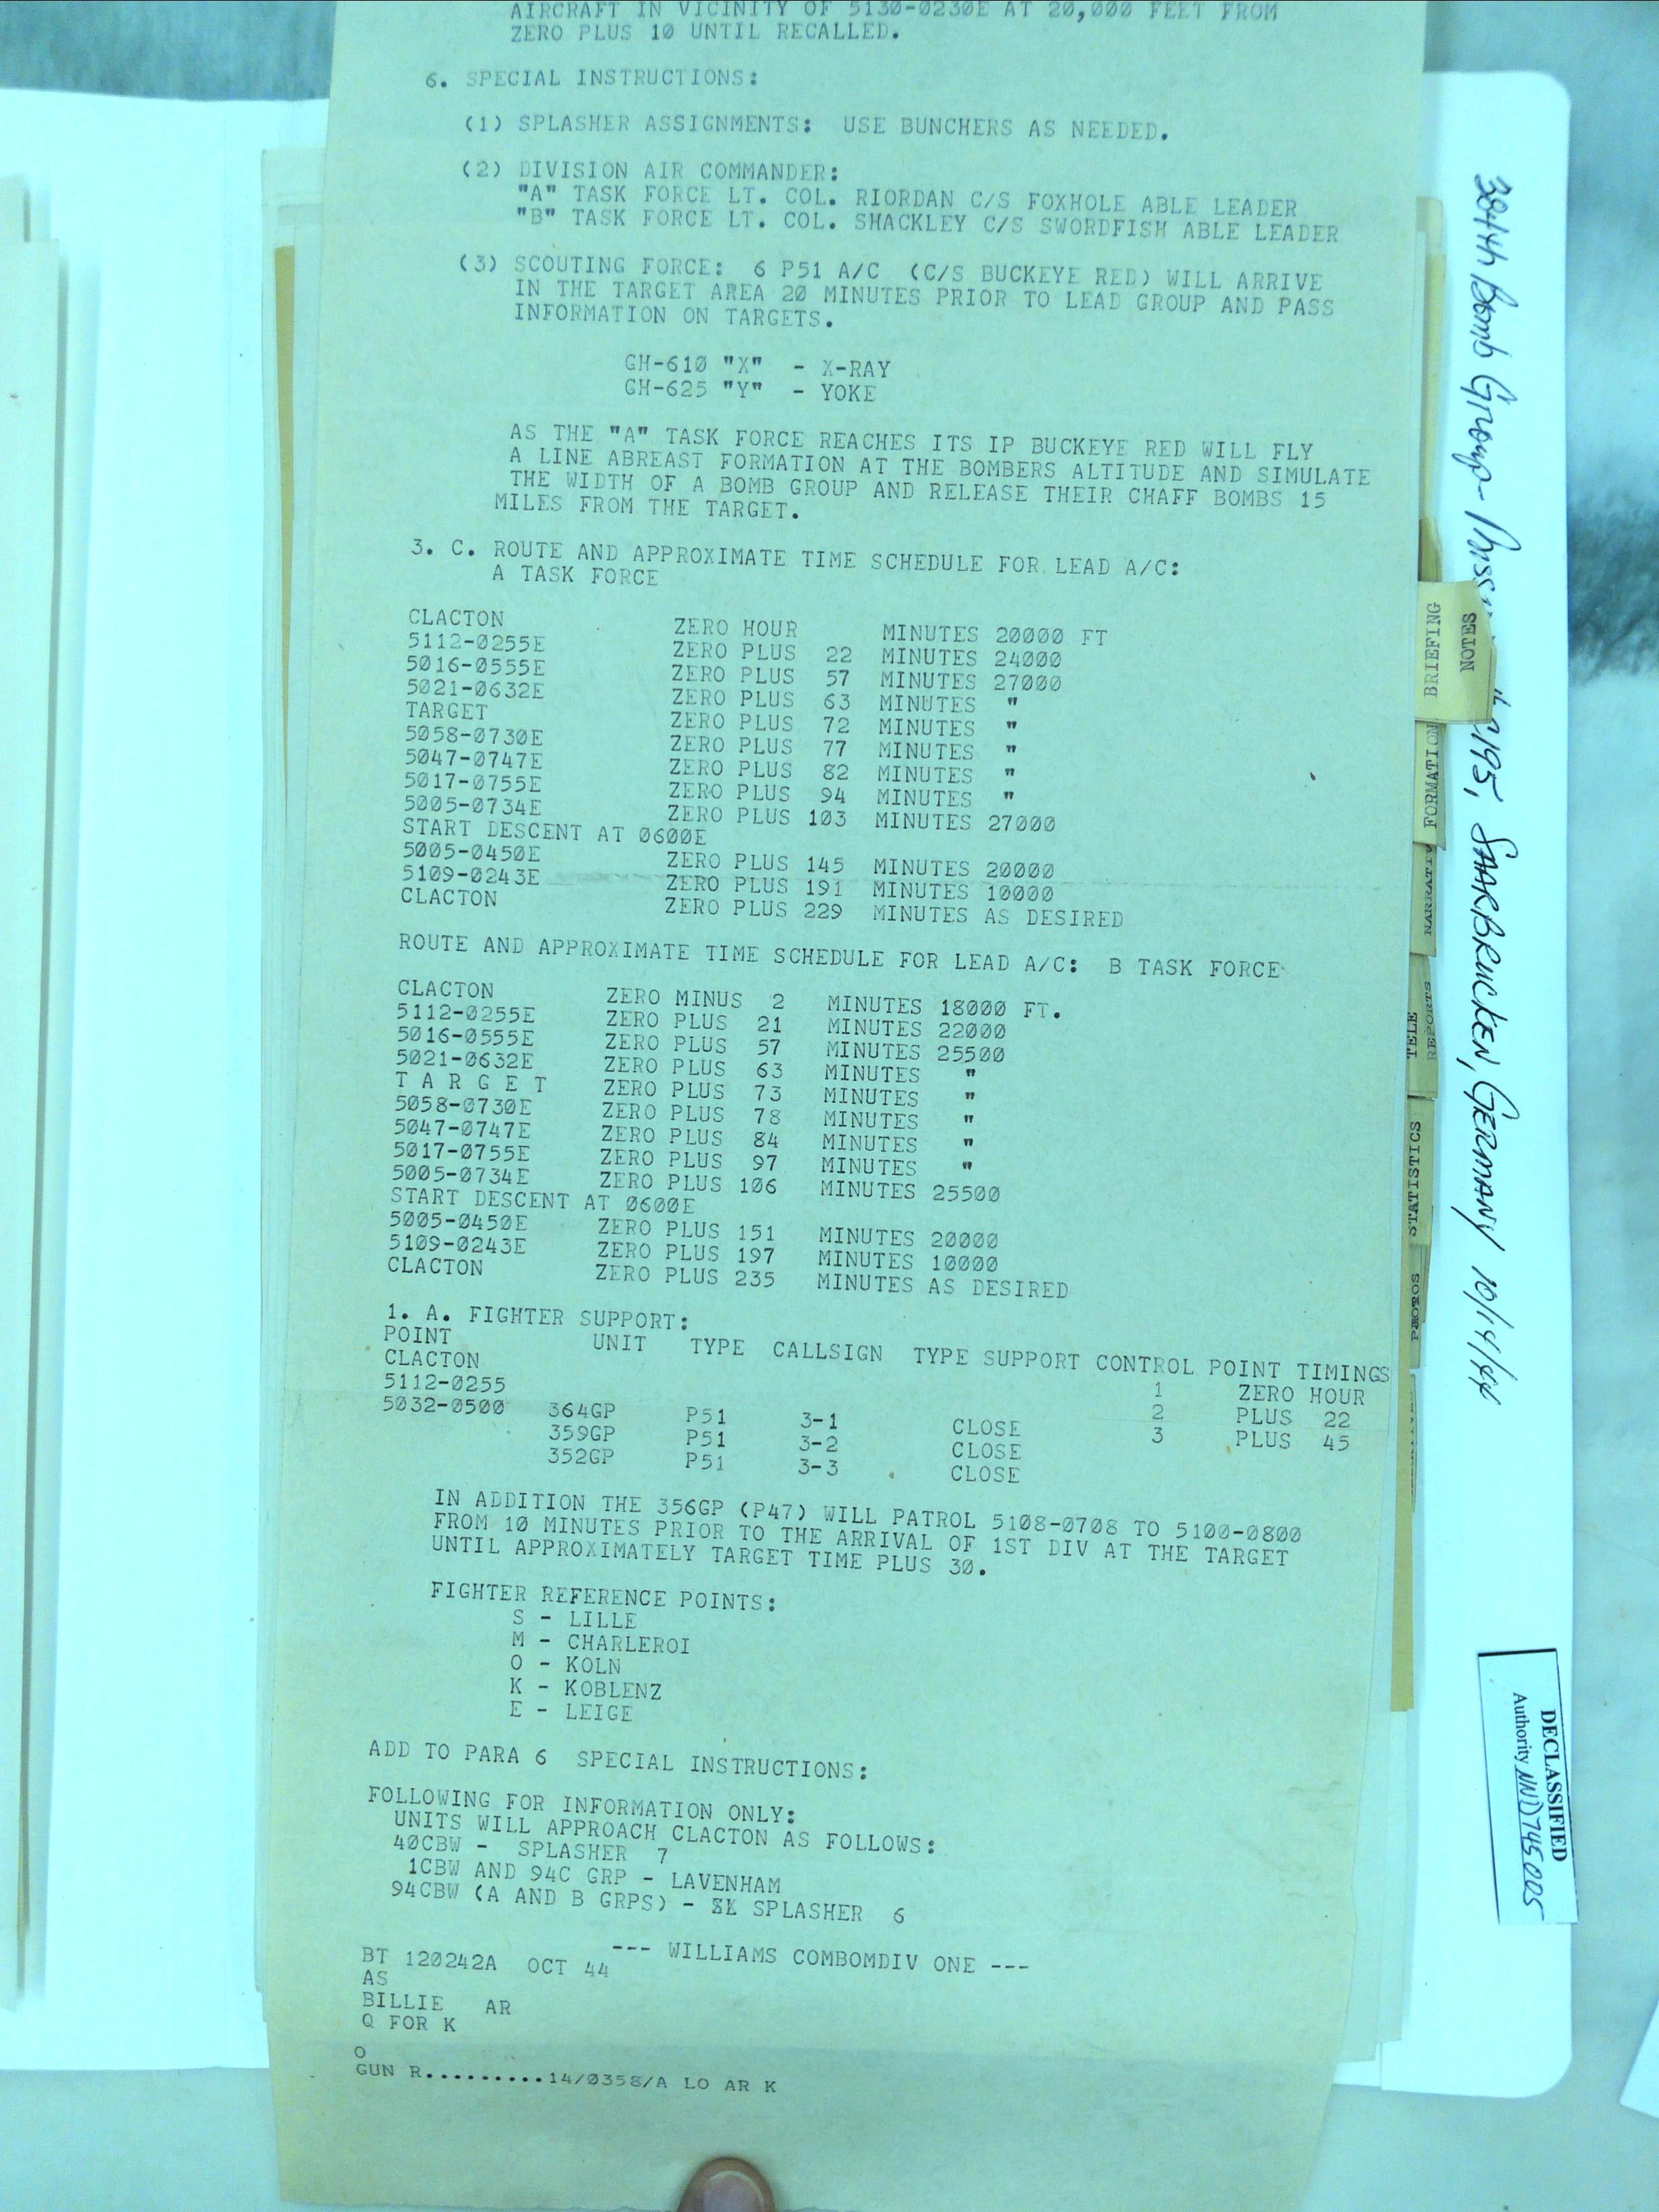 AIRCRAFT IN VICINITY OF 5130-0230E AT 20,000 FEET FROM
ZERO PLUS 10 UNTIL RECALLED.
6. SPECIAL INSTRUCTIONS:
(1) SPLASHER ASSIGNMENTS: USE BUNCHERS AS NEEDED.
(2) DIVISION AIR COMMANDER:
"A" TASK FORCE LT. COL. RIORDAN C/S FOXHOLE ABLE LEADER
"B" TASK FORCE LT. COL. SHACKLEY C/S SWORDFISH ABLE LEADER
(3) SCOUTING FORCE: 6 P51 A/C (C/S BUCKEYE RED) WILL ARRIVE
IN THE TARGET AREA 20 MINUTES PRIOR TO LEAD GROUP AND PASS
INFORMATION ON TARGETS.
GH-610 "X" - X-RAY
GH-625 "Y" - YOKE
AS THE "A" TASK FORCE REACHES ITS IP BUCKEYE RED WILL FLY
A LINE ABREAST FORMATION AT THE BOMBERS ALTITUDE AND SIMULATE
THE WIDTH OF A BOMB GROUP AND RELEASE THEIR CHAFF BOMBS 15
MILES FROM THE TARGET.
3. C. ROUTE AND APPROXIMATE TIME SCHEDULE FOR LEAD A/C:
A TASK FORCE
CLACTON ZERO HOUR MINUTES 20000 FT
5112-0255E ZERO PLUS 22 MINUTES 24000
5016-0555E ZERO PLUS 57 MINUTES 27000
5021-0632E ZERO PLUS 63 MINUTES "
TARGET ZERO PLUS 72 MINUTES "
5058-0730E ZERO PLUS 77 MINUTES "
5047-0747E ZERO PLUS 82 MINUTES "
5017-0755E ZERO PLUS 94 MINUTES "
5005-0734E ZERO PLUS 103 MINUTES 27000
START DESCENT AT 0600E
5005-0450E ZERO PLUS 145 MINUTES 20000
5109-0243E ZERO PLUS 191 MINUTES 10000
CLACTON ZERO PLUS 229 MINUTES AS DESIRED
ROUTE AND APPROXIMATE TIME SCHEDULE FOR LEAD A/C: B TASK FORCE
CLACTON ZERO MINUS 2 MINUTES 18000 FT.
5112-0255E ZERO PLUS 21 MINUTES 22000
5016-0555E ZERO PLUS 57 MINUTES 25500
5021-0632E ZERO PLUS 63 MINUTES "
T A R G E T ZERO PLUS 73 MINUTES "
5058-0730E ZERO PLUS 78 MINUTES "
5047-0747E ZERO PLUS 84 MINUTES "
5017-0755E ZERO PLUS 97 MINUTES "
5005-0734E ZERO PLUS 106 MINUTES 25500
START DESCENT AT 0600E
5005-0450E ZERO PLUS 151 MINUTES 20000
5109-0243E ZERO PLUS 197 MINUTES 10000
CLACTON ZERO PLUS 235 MINUTES AS DESIRED
1. A. FIGHTER SUPPORT:
POINT UNIT TYPE CALLSIGN TYPE SUPPORT CONTROL POINT TIMINGS
CLACTON 1 ZERO HOUR
5112-0255 2 PLUS 22
5032-0500 364GP P51 3-1 CLOSE 3 PLUS 45
359GP P51 3-2 CLOSE
352GP P51 3-3 CLOSE
IN ADDITION THE 356GP (P47) WILL PATROL 5108-0708 TO 5100-0800
FROM 10 MINUTES PRIOR TO THE ARRIVAL OF 1ST DIV AT THE TARGET
UNTIL APPROXIMATELY TARGET TIME PLUS 30.
FIGHTER REFERENCE POINTS:
S - LILLE
M - CHARLEROI
O - KOLN
K - KOBLENZ
E - LEIGE
ADD TO PARA 6 SPECIAL INSTRUCTIONS:
FOLLOWING FOR INFORMATION ONLY:
UNITS WILL APPROACH CLACTON AS FOLLOWS:
40CBW - SPLASHER 7
1CBW AND 94C GRP - LAVENHAM
94CBW (A AND B GRPS) - SPLASHER 6
--- WILLIAMS COMBOMDIV ONE ---
BT 120242A OCT 44
AS
BILLIE AR
Q FOR K
O
GUN R.........14/0358/A LO AR K
384th Bomb Group- 195, SAARBRUCKEN, GERMANY 10/14/44
BRIEFING
NOTES
FORMATION
NARRATIV
TELE
REPORTS
STATISTICS
PHOTOS
DECLASSIFIED
Authority NND745005